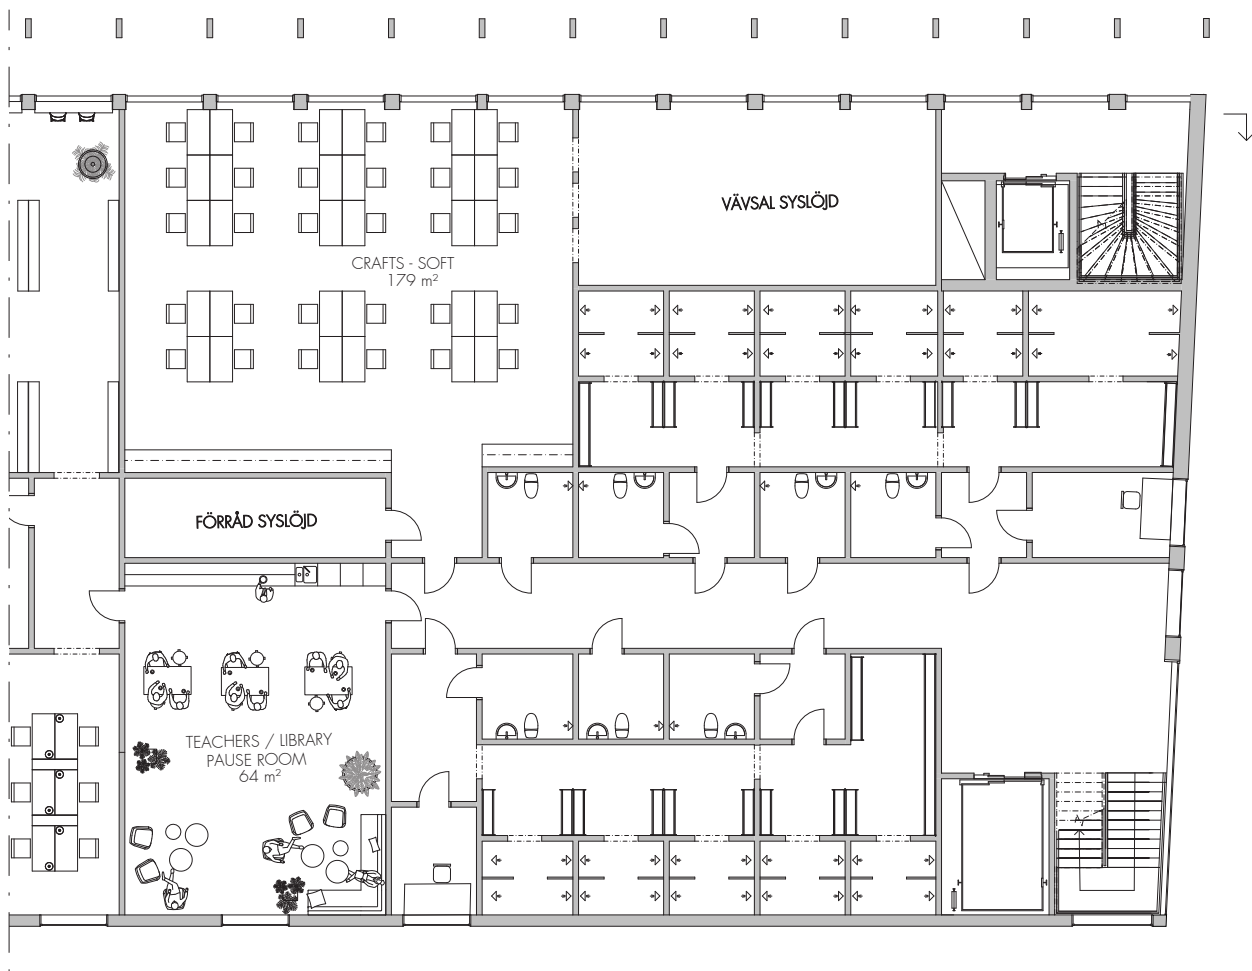 VÄVSAL SYSLÖJD
CRAFTS - SOFT
179 m²
FÖRRÅD SYSLÖJD
TEACHERS / LIBRARY
PAUSE ROOM
64 m²